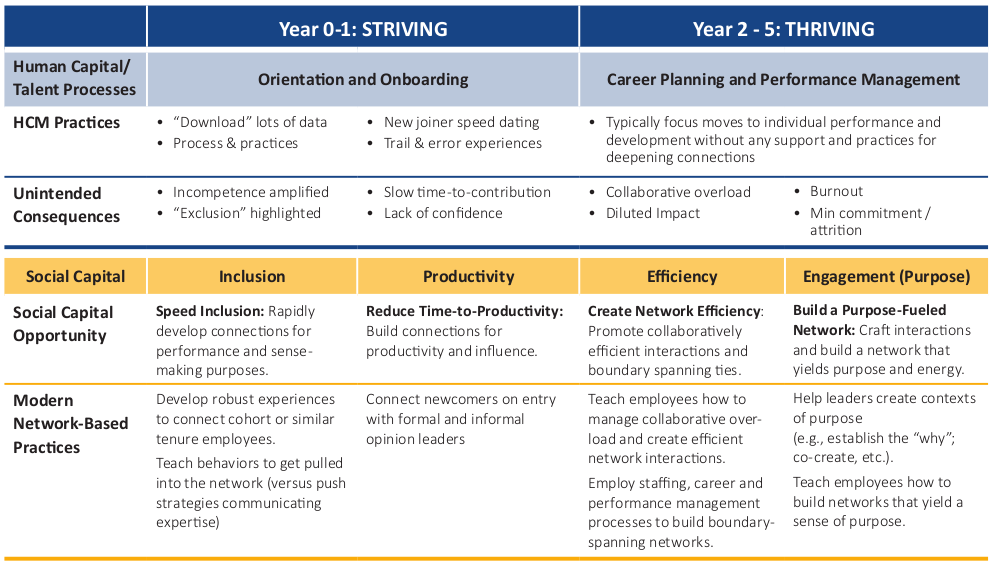 Year 0-1: STRIVING
Year 2 - 5: THRIVING
Human Capital/
Talent Processes
Orientation and Onboarding
Career Planning and Performance Management
HCM Practices
• “Download” lots of data
• Process & practices
• New joiner speed dating
• Trail & error experiences
• Typically focus moves to individual performance and
development without any support and practices for
deepening connections
Unintended
Consequences
• Incompetence amplified
• “Exclusion” highlighted
• Slow time-to-contribution
• Lack of confidence
• Collaborative overload
• Diluted Impact
• Burnout
• Min commitment /
attrition
Social Capital
Inclusion
Productivity
Efficiency
Engagement (Purpose)
Social Capital
Opportunity
Speed Inclusion: Rapidly
develop connections for
performance and sense-
making purposes.
Reduce Time-to-Productivity:
Build connections for
productivity and influence.
Create Network Efficiency:
Promote collaboratively
efficient interactions and
boundary spanning ties.
Build a Purpose-Fueled
Network: Craft interactions
and build a network that
yields purpose and energy.
Modern
Network-Based
Practices
Develop robust experiences
to connect cohort or similar
tenure employees.
Teach behaviors to get pulled
into the network (versus push
strategies communicating
expertise)
Connect newcomers on entry
with formal and informal
opinion leaders
Teach employees how to
manage collaborative over-
load and create efficient
network interactions.
Employ staffing, career and
performance management
processes to build boundary-
spanning networks.
Help leaders create contexts
of purpose
(e.g., establish the “why”;
co-create, etc.).
Teach employees how to
build networks that yield a
sense of purpose.